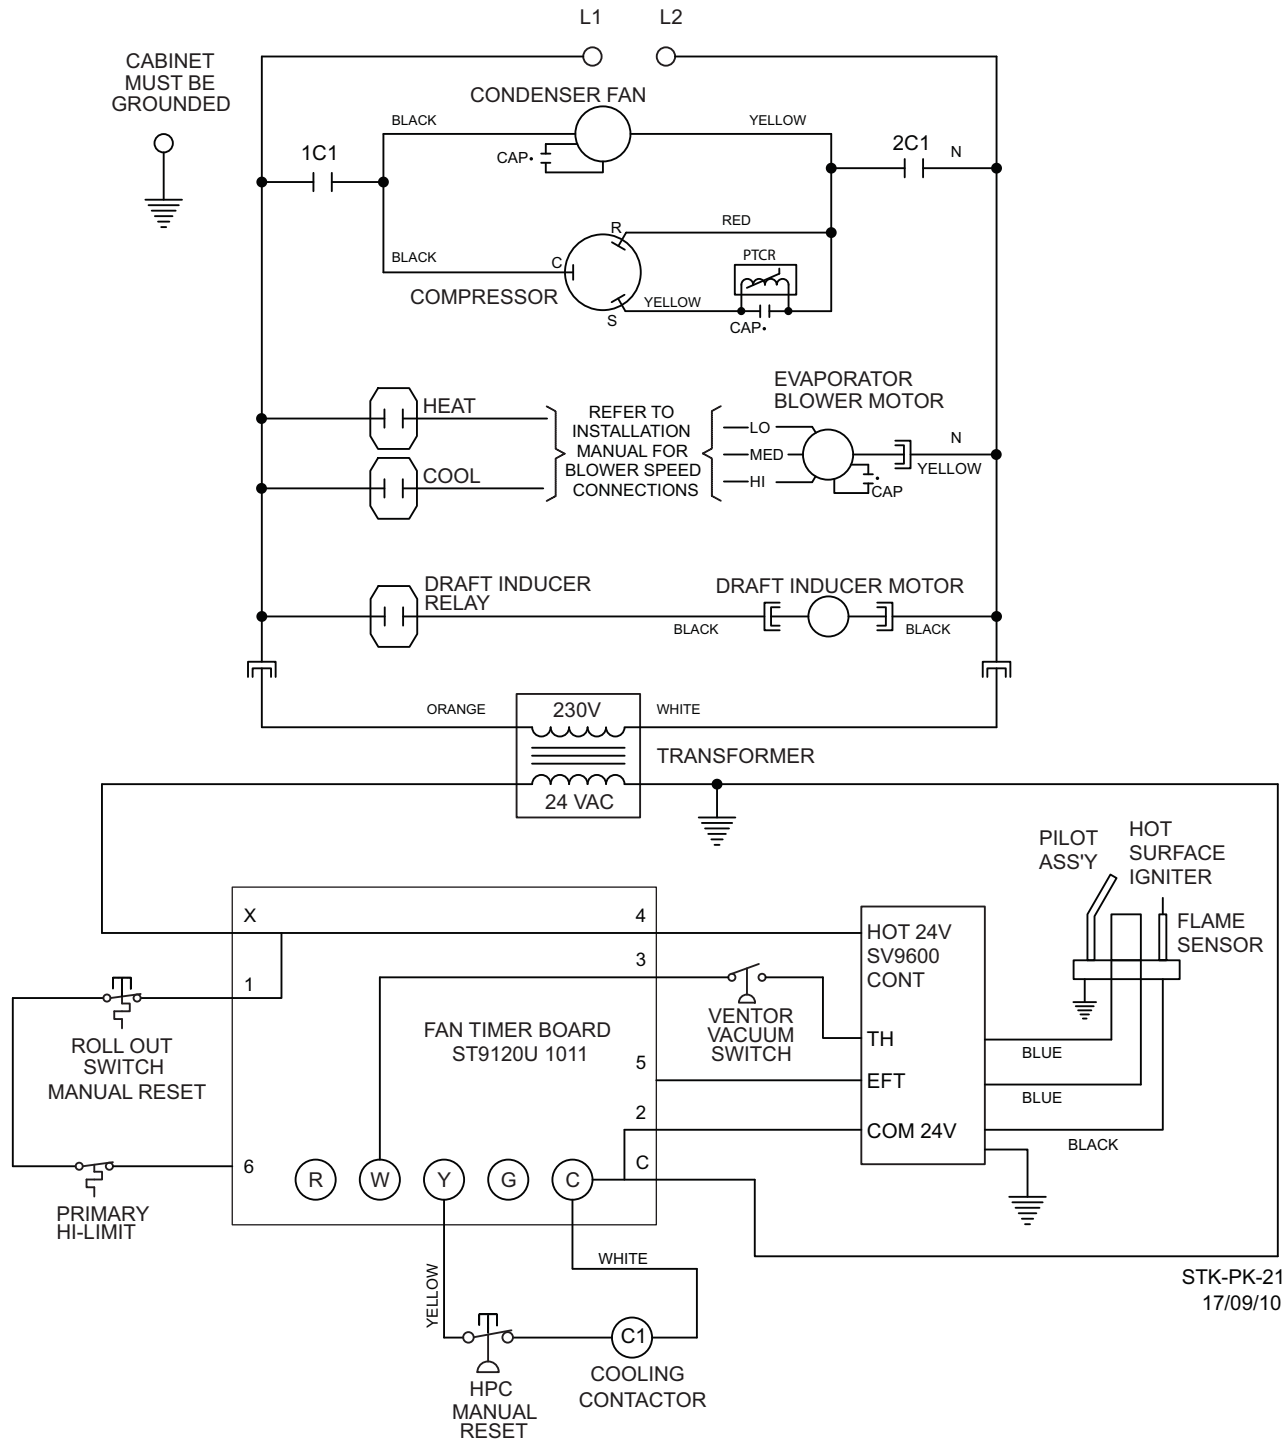 L1
L2
CABINET
MUST BE
GROUNDED
CONDENSER FAN
BLACK
YELLOW
CAP•
1C1
2C1
N
R
RED
BLACK
C
PTCR
COMPRESSOR
YELLOW
S
CAP•
EVAPORATOR
BLOWER MOTOR
HEAT
REFER TO
INSTALLATION
MANUAL FOR
BLOWER SPEED
CONNECTIONS
LO
MED
HI
N
YELLOW
CAP
COOL
DRAFT INDUCER
RELAY
DRAFT INDUCER MOTOR
BLACK
BLACK
ORANGE
230V
WHITE
TRANSFORMER
24 VAC
PILOT
ASS'Y
HOT
SURFACE
IGNITER
FLAME
SENSOR
X
4
HOT 24V
SV9600
CONT
3
1
VENTOR
VACUUM
SWITCH
FAN TIMER BOARD
ST9120U 1011
ROLL OUT
SWITCH
MANUAL RESET
TH
BLUE
5
EFT
BLUE
2
COM 24V
BLACK
C
6
R
W
Y
G
C
PRIMARY
HI-LIMIT
WHITE
YELLOW
STK-PK-21
17/09/10
C1
COOLING
CONTACTOR
HPC
MANUAL
RESET